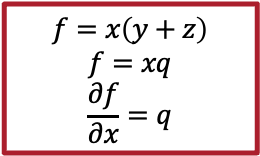 f = x(y + z)
f = xq
∂f/∂x = q